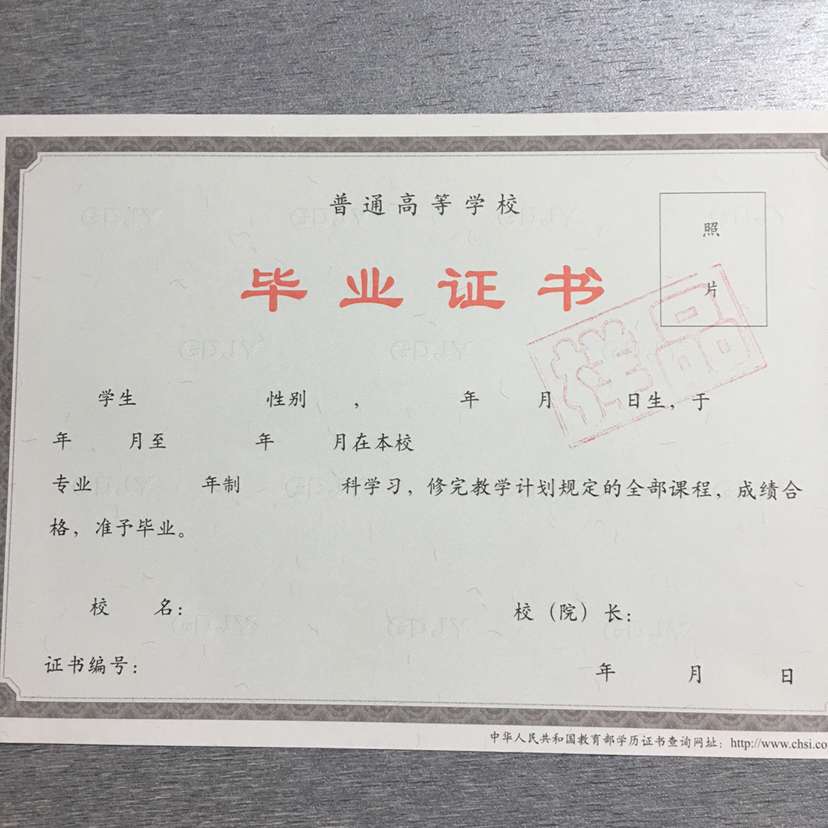 普通高等学校
毕业证书
照
片
样品
学生 性别 , 年 月 日生，于
年 月至 年 月在本校
专业 年制 科学习，修完教学计划规定的全部课程，成绩合
格，准予毕业。
校 名：
校（院）长：
证书编号：
年 月 日
中华人民共和国教育部学历证书查询网址：http://www.chsi.co